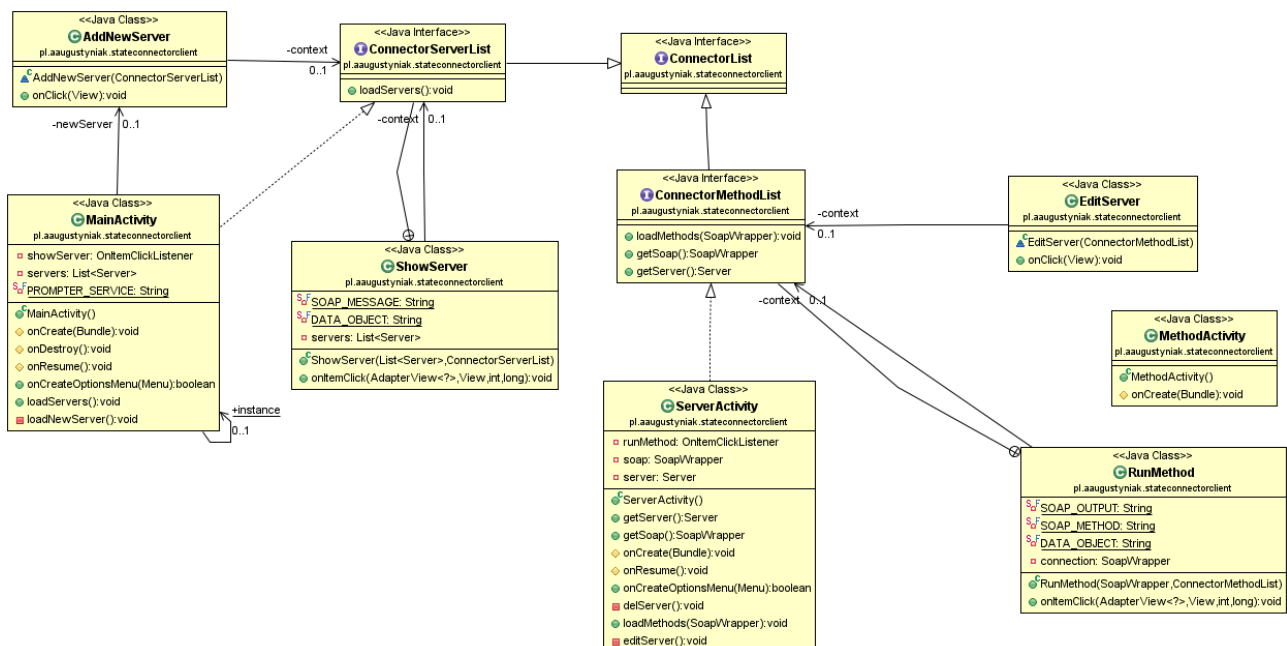 <<Java Class>>
AddNewServer
pl.aaugustyniak.stateconnectorclient
AddNewServer(ConnectorServerList)
onClick(View):void
-context
0..1
<<Java Interface>>
ConnectorServerList
pl.aaugustyniak.stateconnectorclient
loadServers():void
<<Java Interface>>
ConnectorList
pl.aaugustyniak.stateconnectorclient
-newServer 0..1
-context 0..1
<<Java Class>>
MainActivity
pl.aaugustyniak.stateconnectorclient
showServer: OnItemClickListener
servers: List<Server>
PROMPTER_SERVICE: String
MainActivity()
onCreate(Bundle):void
onDestroy():void
onResume():void
onCreateOptionsMenu(Menu):boolean
loadServers():void
loadNewServer():void
+instance
0..1
<<Java Class>>
ShowServer
pl.aaugustyniak.stateconnectorclient
SOAP_MESSAGE: String
DATA_OBJECT: String
servers: List<Server>
ShowServer(List<Server>,ConnectorServerList)
onItemClick(AdapterView<?>,View,int,long):void
<<Java Interface>>
ConnectorMethodList
pl.aaugustyniak.stateconnectorclient
loadMethods(SoapWrapper):void
getSoap():SoapWrapper
getServer():Server
-context
0..1
<<Java Class>>
EditServer
pl.aaugustyniak.stateconnectorclient
EditServer(ConnectorMethodList)
onClick(View):void
-context 0..1
<<Java Class>>
MethodActivity
pl.aaugustyniak.stateconnectorclient
MethodActivity()
onCreate(Bundle):void
<<Java Class>>
ServerActivity
pl.aaugustyniak.stateconnectorclient
runMethod: OnItemClickListener
soap: SoapWrapper
server: Server
ServerActivity()
getServer():Server
getSoap():SoapWrapper
onCreate(Bundle):void
onResume():void
onCreateOptionsMenu(Menu):boolean
delServer():void
loadMethods(SoapWrapper):void
editServer():void
<<Java Class>>
RunMethod
pl.aaugustyniak.stateconnectorclient
SOAP_OUTPUT: String
SOAP_METHOD: String
DATA_OBJECT: String
connection: SoapWrapper
RunMethod(SoapWrapper,ConnectorMethodList)
onItemClick(AdapterView<?>,View,int,long):void